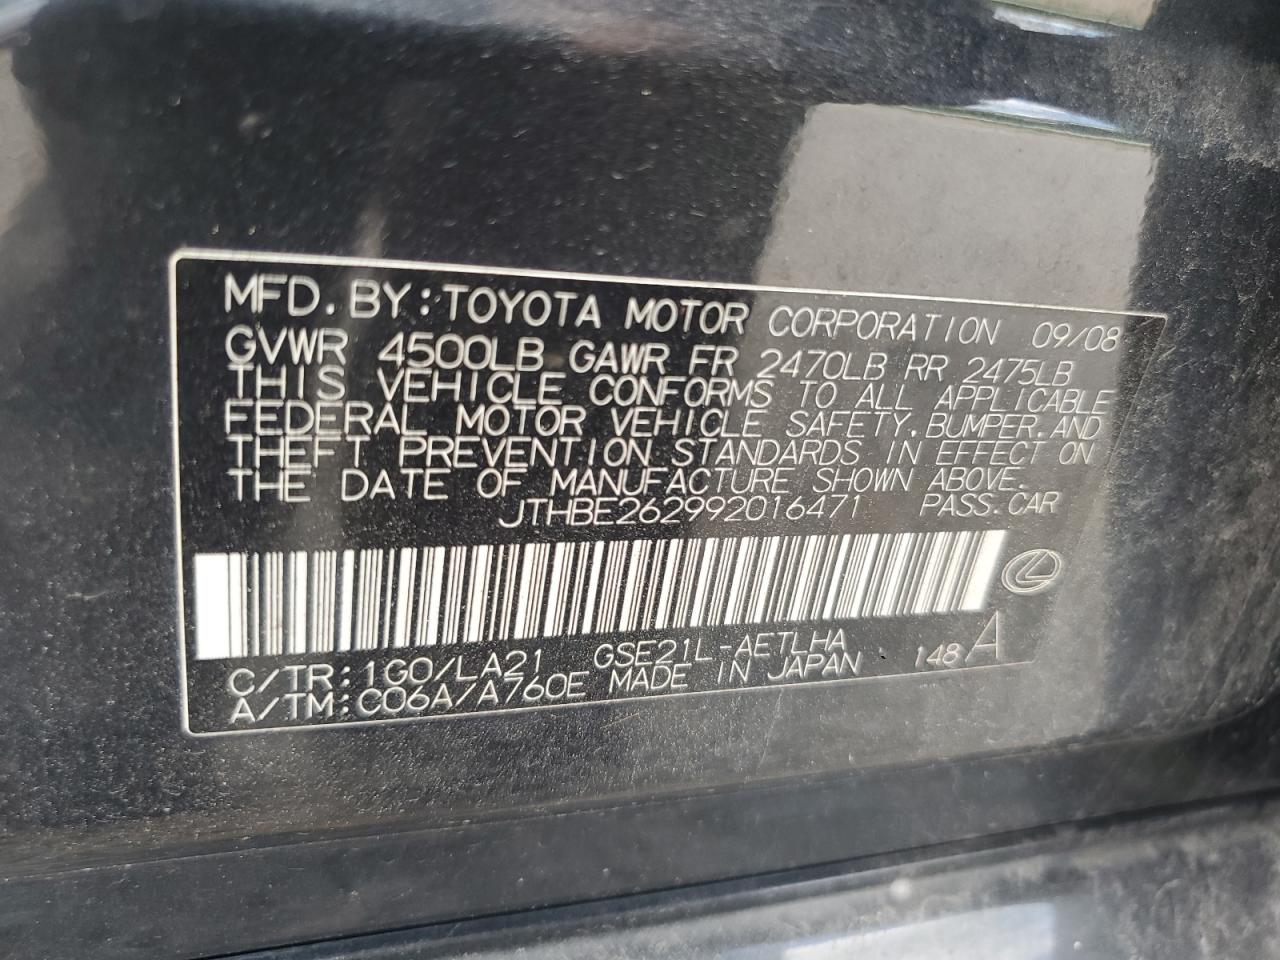 MFD. BY: TOYOTA MOTOR CORPORATION 09/08
GVWR 4500LB GAWR FR 2470LB RR 2475LB
THIS VEHICLE CONFORMS TO ALL APPLICABLE
FEDERAL MOTOR VEHICLE SAFETY, BUMPER, AND
THEFT PREVENTION STANDARDS IN EFFECT ON
THE DATE OF MANUFACTURE SHOWN ABOVE.
JTHBE262992016471 PASS. CAR
C/TR: 1G0/LA21 GSE21L-AETLHA 148 A
A/TM: C06A/A760E MADE IN JAPAN